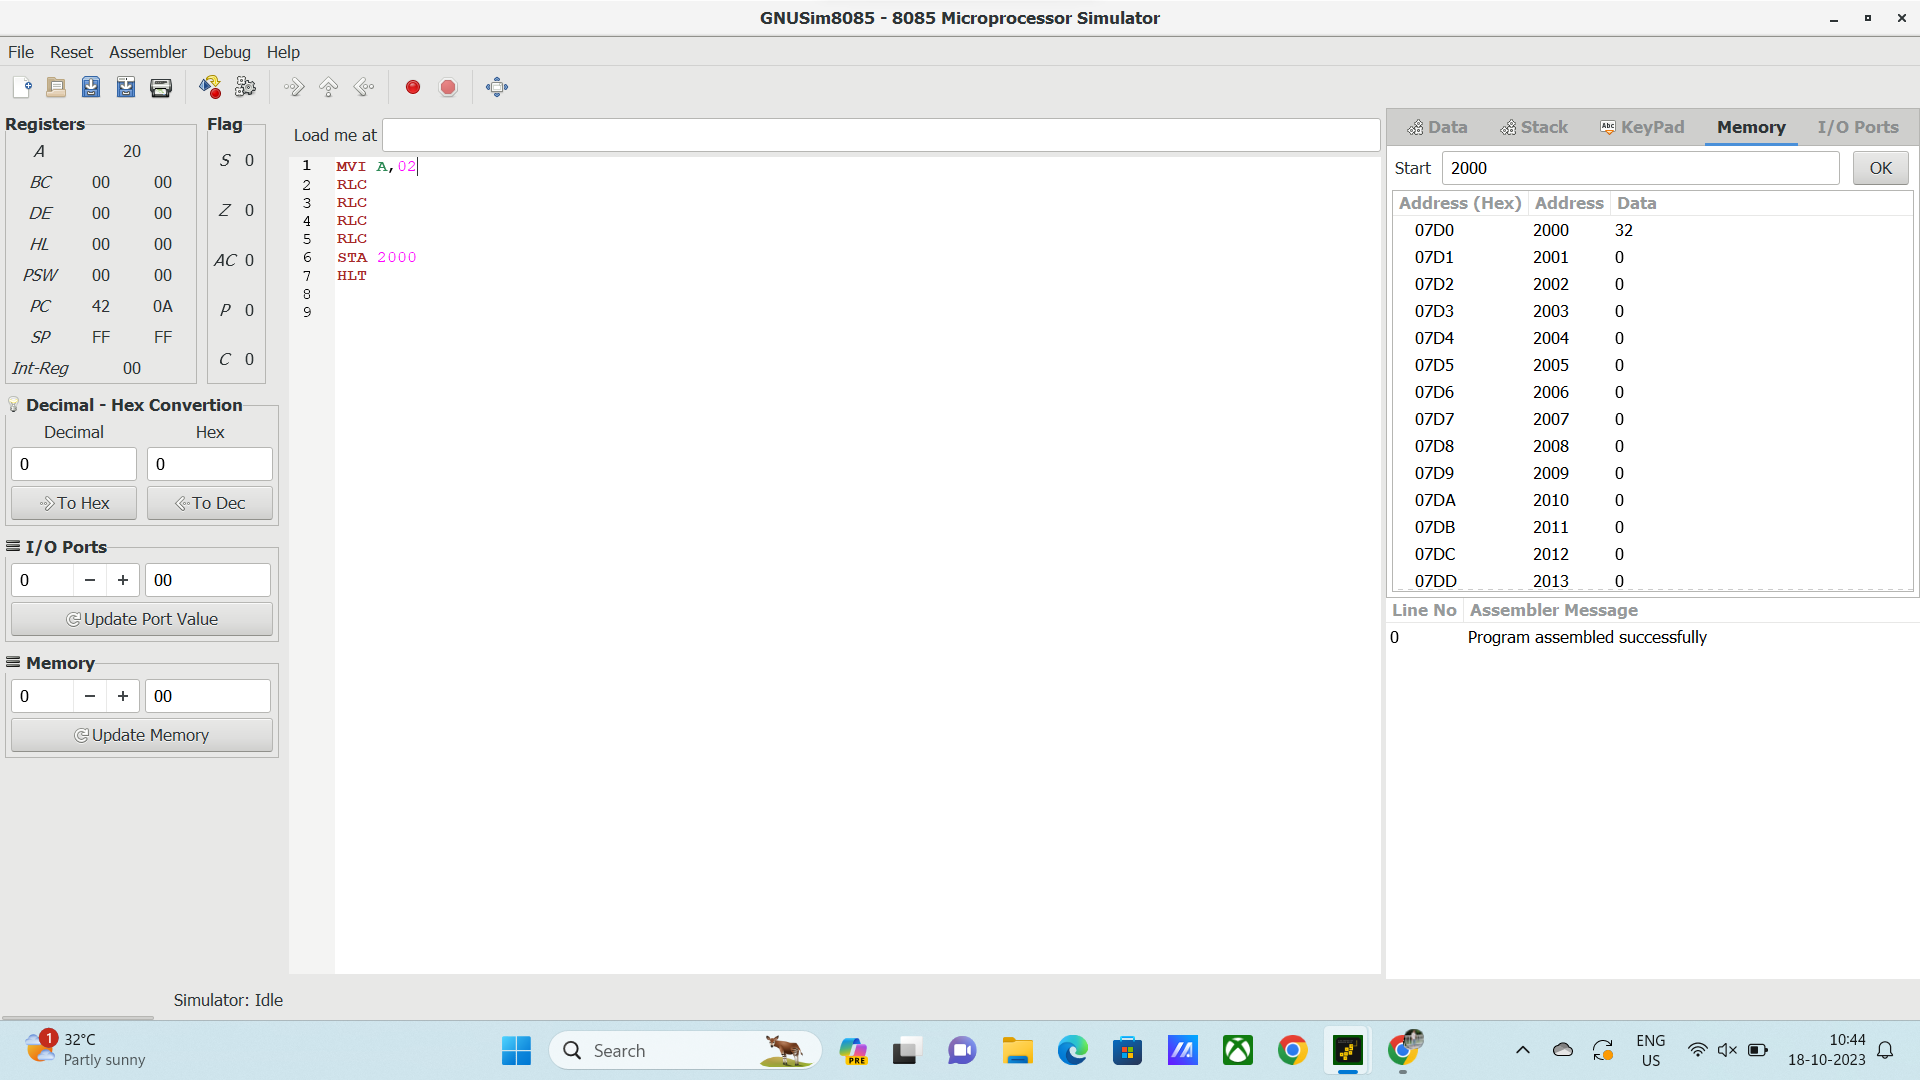 GNUSim8085 - 8085 Microprocessor Simulator
File Reset Assembler Debug Help
Registers
A 20
BC 00 00
DE 00 00
HL 00 00
PSW 00 00
PC 42 0A
SP FF FF
Int-Reg 00
Flag
S 0
Z 0
AC 0
P 0
C 0
Decimal - Hex Convertion
Decimal Hex
0 0
To Hex To Dec
I/O Ports
0 − + 00
Update Port Value
Memory
0 − + 00
Update Memory
Load me at
1 MVI A,02
2 RLC
3 RLC
4 RLC
5 RLC
6 STA 2000
7 HLT
8
9
Data Stack Abc KeyPad Memory I/O Ports
Start 2000 OK
Address (Hex) Address Data
07D0 2000 32
07D1 2001 0
07D2 2002 0
07D3 2003 0
07D4 2004 0
07D5 2005 0
07D6 2006 0
07D7 2007 0
07D8 2008 0
07D9 2009 0
07DA 2010 0
07DB 2011 0
07DC 2012 0
07DD 2013 0
Line No Assembler Message
0 Program assembled successfully
Simulator: Idle
1 32°C
Partly sunny
Search
PRE
ENG
US
10:44
18-10-2023